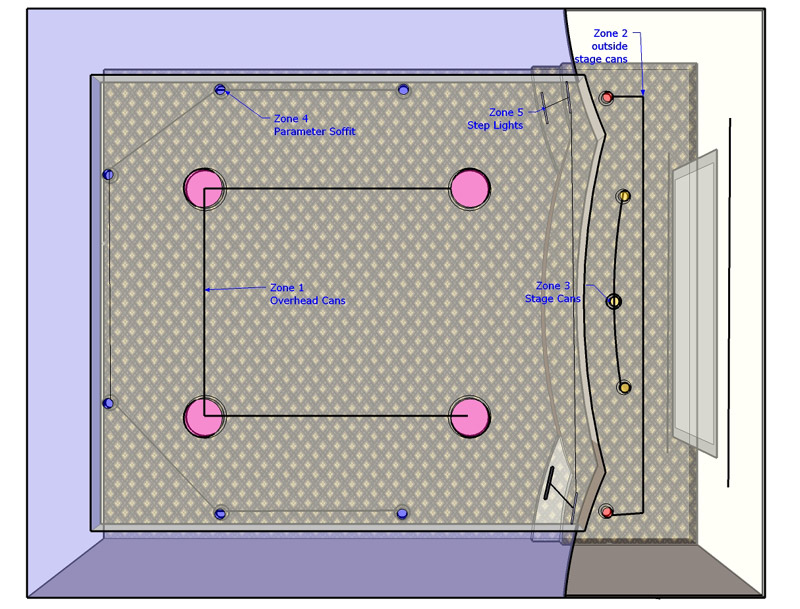 Zone 2
outside
stage cans
Zone 5
Step Lights
Zone 4
Parameter Soffit
Zone 1
Overhead Cans
Zone 3
Stage Cans